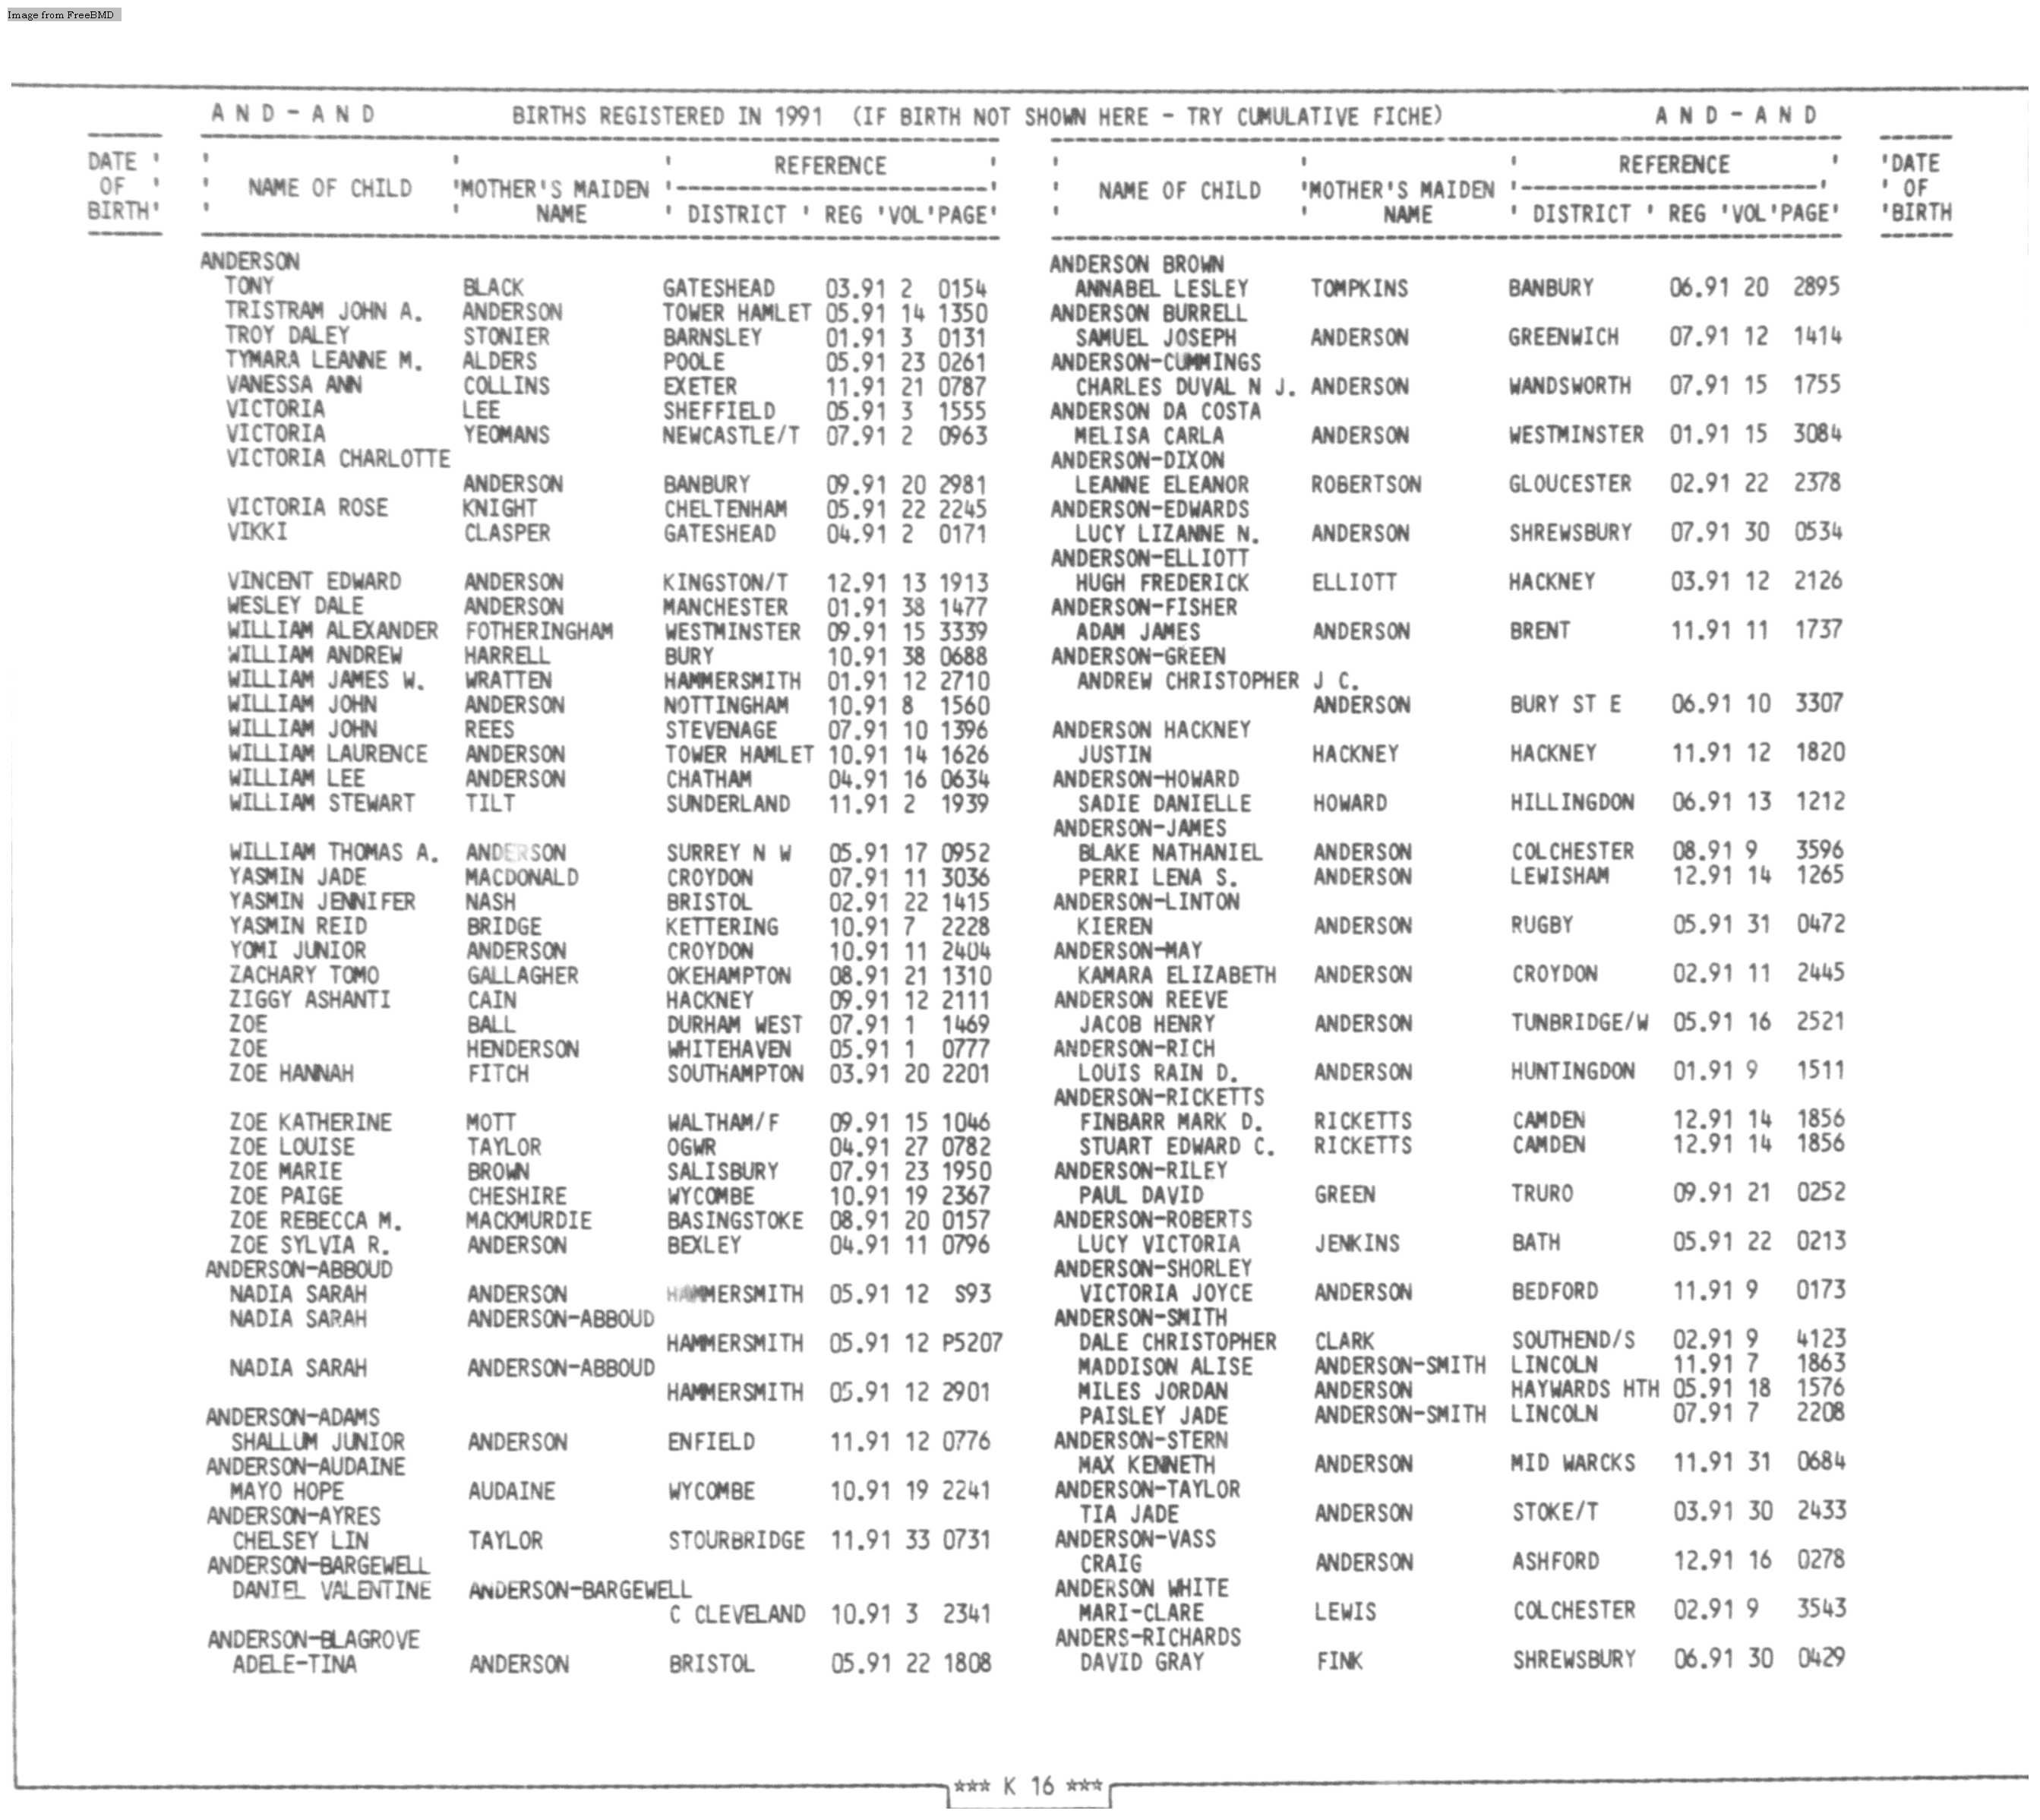 Image from FreeBMD
A N D - A N D BIRTHS REGISTERED IN 1991 (IF BIRTH NOT SHOWN HERE - TRY CUMULATIVE FICHE) A N D - A N D
DATE OF BIRTH
NAME OF CHILD MOTHER'S MAIDEN NAME REFERENCE DISTRICT REG VOL PAGE
ANDERSON
TONY BLACK GATESHEAD 03.91 2 0154
TRISTRAM JOHN A. ANDERSON TOWER HAMLET 05.91 14 1350
TROY DALEY STONIER BARNSLEY 01.91 3 0131
TYMARA LEANNE M. ALDERS POOLE 05.91 23 0261
VANESSA ANN COLLINS EXETER 11.91 21 0787
VICTORIA LEE SHEFFIELD 05.91 3 1555
VICTORIA YEOMANS NEWCASTLE/T 07.91 2 0963
VICTORIA CHARLOTTE
ANDERSON BANBURY 09.91 20 2981
VICTORIA ROSE KNIGHT CHELTENHAM 05.91 22 2245
VIKKI CLASPER GATESHEAD 04.91 2 0171
VINCENT EDWARD ANDERSON KINGSTON/T 12.91 13 1913
WESLEY DALE ANDERSON MANCHESTER 01.91 38 1477
WILLIAM ALEXANDER FOTHERINGHAM WESTMINSTER 09.91 15 3339
WILLIAM ANDREW HARRELL BURY 10.91 38 0688
WILLIAM JAMES W. WRATTEN HAMMERSMITH 01.91 12 2710
WILLIAM JOHN ANDERSON NOTTINGHAM 10.91 8 1560
WILLIAM JOHN REES STEVENAGE 07.91 10 1396
WILLIAM LAURENCE ANDERSON TOWER HAMLET 10.91 14 1626
WILLIAM LEE ANDERSON CHATHAM 04.91 16 0634
WILLIAM STEWART TILT SUNDERLAND 11.91 2 1939
WILLIAM THOMAS A. ANDERSON SURREY N W 05.91 17 0952
YASMIN JADE MACDONALD CROYDON 07.91 11 3036
YASMIN JENNIFER NASH BRISTOL 02.91 22 1415
YASMIN REID BRIDGE KETTERING 10.91 7 2228
YOMI JUNIOR ANDERSON CROYDON 10.91 11 2404
ZACHARY TOMO GALLAGHER OKEHAMPTON 08.91 21 1310
ZIGGY ASHANTI CAIN HACKNEY 09.91 12 2111
ZOE BALL DURHAM WEST 07.91 1 1469
ZOE HENDERSON WHITEHAVEN 05.91 1 0777
ZOE HANNAH FITCH SOUTHAMPTON 03.91 20 2201
ZOE KATHERINE MOTT WALTHAM/F 09.91 15 1046
ZOE LOUISE TAYLOR OGWR 04.91 27 0782
ZOE MARIE BROWN SALISBURY 07.91 23 1950
ZOE PAIGE CHESHIRE WYCOMBE 10.91 19 2367
ZOE REBECCA M. MACKMURDIE BASINGSTOKE 08.91 20 0157
ZOE SYLVIA R. ANDERSON BEXLEY 04.91 11 0796
ANDERSON-ABBOUD
NADIA SARAH ANDERSON HAMMERSMITH 05.91 12 S93
NADIA SARAH ANDERSON-ABBOUD
HAMMERSMITH 05.91 12 P5207
NADIA SARAH ANDERSON-ABBOUD
HAMMERSMITH 05.91 12 2901
ANDERSON-ADAMS
SHALLUM JUNIOR ANDERSON ENFIELD 11.91 12 0776
ANDERSON-AUDAINE
MAYO HOPE AUDAINE WYCOMBE 10.91 19 2241
ANDERSON-AYRES
CHELSEY LIN TAYLOR STOURBRIDGE 11.91 33 0731
ANDERSON-BARGEWELL
DANIEL VALENTINE ANDERSON-BARGEWELL
C CLEVELAND 10.91 3 2341
ANDERSON-BLAGROVE
ADELE-TINA ANDERSON BRISTOL 05.91 22 1808
NAME OF CHILD MOTHER'S MAIDEN NAME REFERENCE DISTRICT REG VOL PAGE
DATE OF BIRTH
ANDERSON BROWN
ANNABEL LESLEY TOMPKINS BANBURY 06.91 20 2895
ANDERSON BURRELL
SAMUEL JOSEPH ANDERSON GREENWICH 07.91 12 1414
ANDERSON-CUMMINGS
CHARLES DUVAL N J. ANDERSON WANDSWORTH 07.91 15 1755
ANDERSON DA COSTA
MELISA CARLA ANDERSON WESTMINSTER 01.91 15 3084
ANDERSON-DIXON
LEANNE ELEANOR ROBERTSON GLOUCESTER 02.91 22 2378
ANDERSON-EDWARDS
LUCY LIZANNE N. ANDERSON SHREWSBURY 07.91 30 0534
ANDERSON-ELLIOTT
HUGH FREDERICK ELLIOTT HACKNEY 03.91 12 2126
ANDERSON-FISHER
ADAM JAMES ANDERSON BRENT 11.91 11 1737
ANDERSON-GREEN
ANDREW CHRISTOPHER J C.
ANDERSON BURY ST E 06.91 10 3307
ANDERSON HACKNEY
JUSTIN HACKNEY HACKNEY 11.91 12 1820
ANDERSON-HOWARD
SADIE DANIELLE HOWARD HILLINGDON 06.91 13 1212
ANDERSON-JAMES
BLAKE NATHANIEL ANDERSON COLCHESTER 08.91 9 3596
PERRI LENA S. ANDERSON LEWISHAM 12.91 14 1265
ANDERSON-LINTON
KIEREN ANDERSON RUGBY 05.91 31 0472
ANDERSON-MAY
KAMARA ELIZABETH ANDERSON CROYDON 02.91 11 2445
ANDERSON REEVE
JACOB HENRY ANDERSON TUNBRIDGE/W 05.91 16 2521
ANDERSON-RICH
LOUIS RAIN D. ANDERSON HUNTINGDON 01.91 9 1511
ANDERSON-RICKETTS
FINBARR MARK D. RICKETTS CAMDEN 12.91 14 1856
STUART EDWARD C. RICKETTS CAMDEN 12.91 14 1856
ANDERSON-RILEY
PAUL DAVID GREEN TRURO 09.91 21 0252
ANDERSON-ROBERTS
LUCY VICTORIA JENKINS BATH 05.91 22 0213
ANDERSON-SHORLEY
VICTORIA JOYCE ANDERSON BEDFORD 11.91 9 0173
ANDERSON-SMITH
DALE CHRISTOPHER CLARK SOUTHEND/S 02.91 9 4123
MADDISON ALISE ANDERSON-SMITH LINCOLN 11.91 7 1863
MILES JORDAN ANDERSON HAYWARDS HTH 05.91 18 1576
PAISLEY JADE ANDERSON-SMITH LINCOLN 07.91 7 2208
ANDERSON-STERN
MAX KENNETH ANDERSON MID WARCKS 11.91 31 0684
ANDERSON-TAYLOR
TIA JADE ANDERSON STOKE/T 03.91 30 2433
ANDERSON-VASS
CRAIG ANDERSON ASHFORD 12.91 16 0278
ANDERSON WHITE
MARI-CLARE LEWIS COLCHESTER 02.91 9 3543
ANDERS-RICHARDS
DAVID GRAY FINK SHREWSBURY 06.91 30 0429
*** K 16 ***